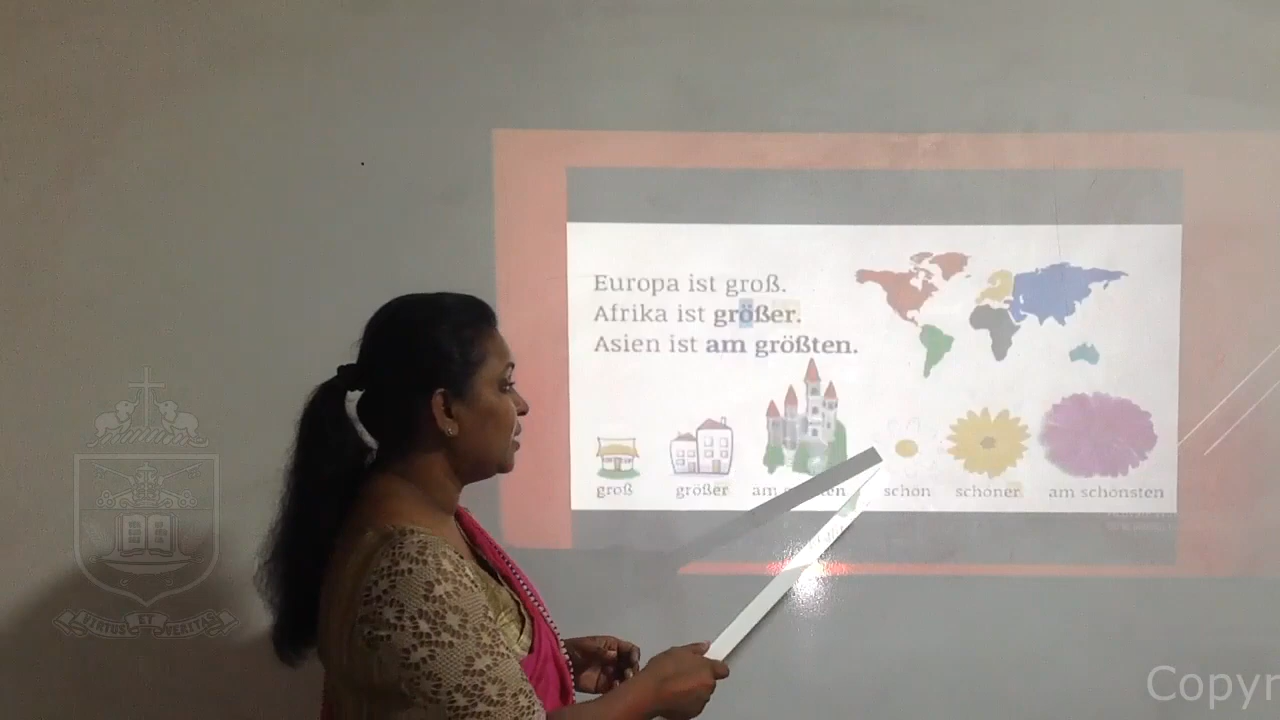 Europa ist groß.
Afrika ist größer.
Asien ist am größten.
groß größer am schön schöner am schönsten
VIRTUS ET VERITAS
Copyr